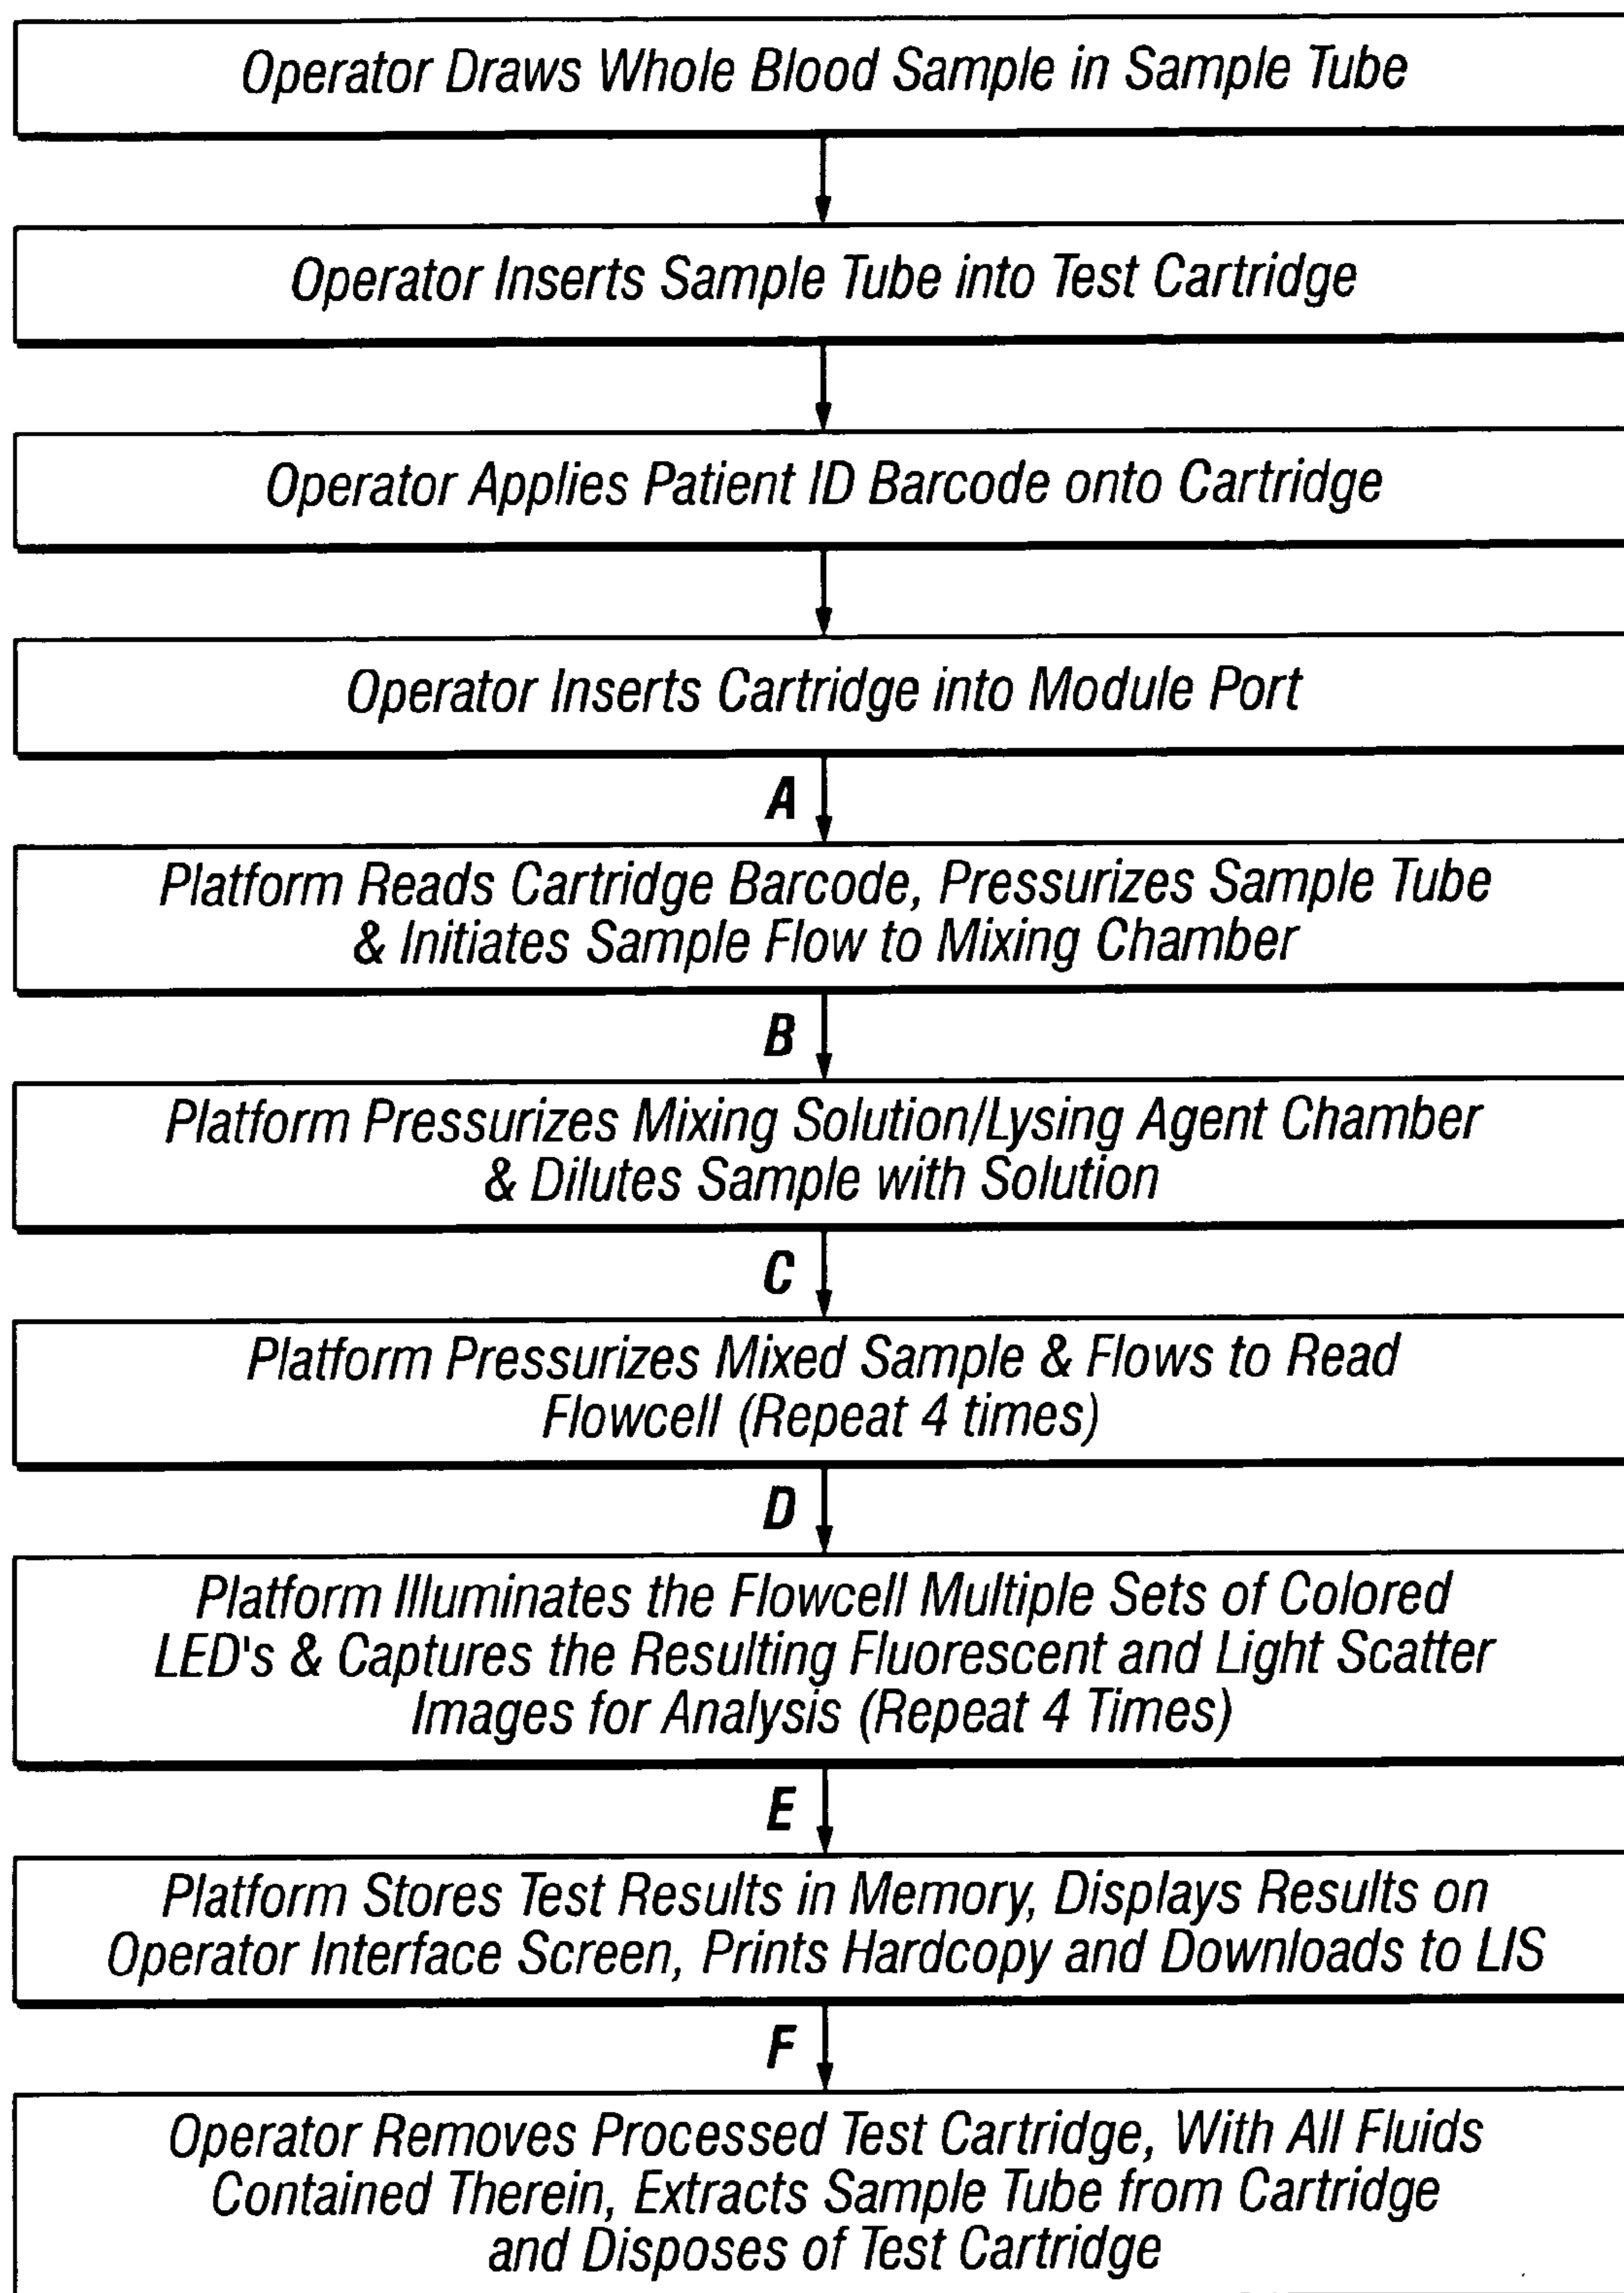 Operator Draws Whole Blood Sample in Sample Tube
Operator Inserts Sample Tube into Test Cartridge
Operator Applies Patient ID Barcode onto Cartridge
Operator Inserts Cartridge into Module Port
A
Platform Reads Cartridge Barcode, Pressurizes Sample Tube
& Initiates Sample Flow to Mixing Chamber
B
Platform Pressurizes Mixing Solution/Lysing Agent Chamber
& Dilutes Sample with Solution
C
Platform Pressurizes Mixed Sample & Flows to Read
Flowcell (Repeat 4 times)
D
Platform Illuminates the Flowcell Multiple Sets of Colored
LED's & Captures the Resulting Fluorescent and Light Scatter
Images for Analysis (Repeat 4 Times)
E
Platform Stores Test Results in Memory, Displays Results on
Operator Interface Screen, Prints Hardcopy and Downloads to LIS
F
Operator Removes Processed Test Cartridge, With All Fluids
Contained Therein, Extracts Sample Tube from Cartridge
and Disposes of Test Cartridge